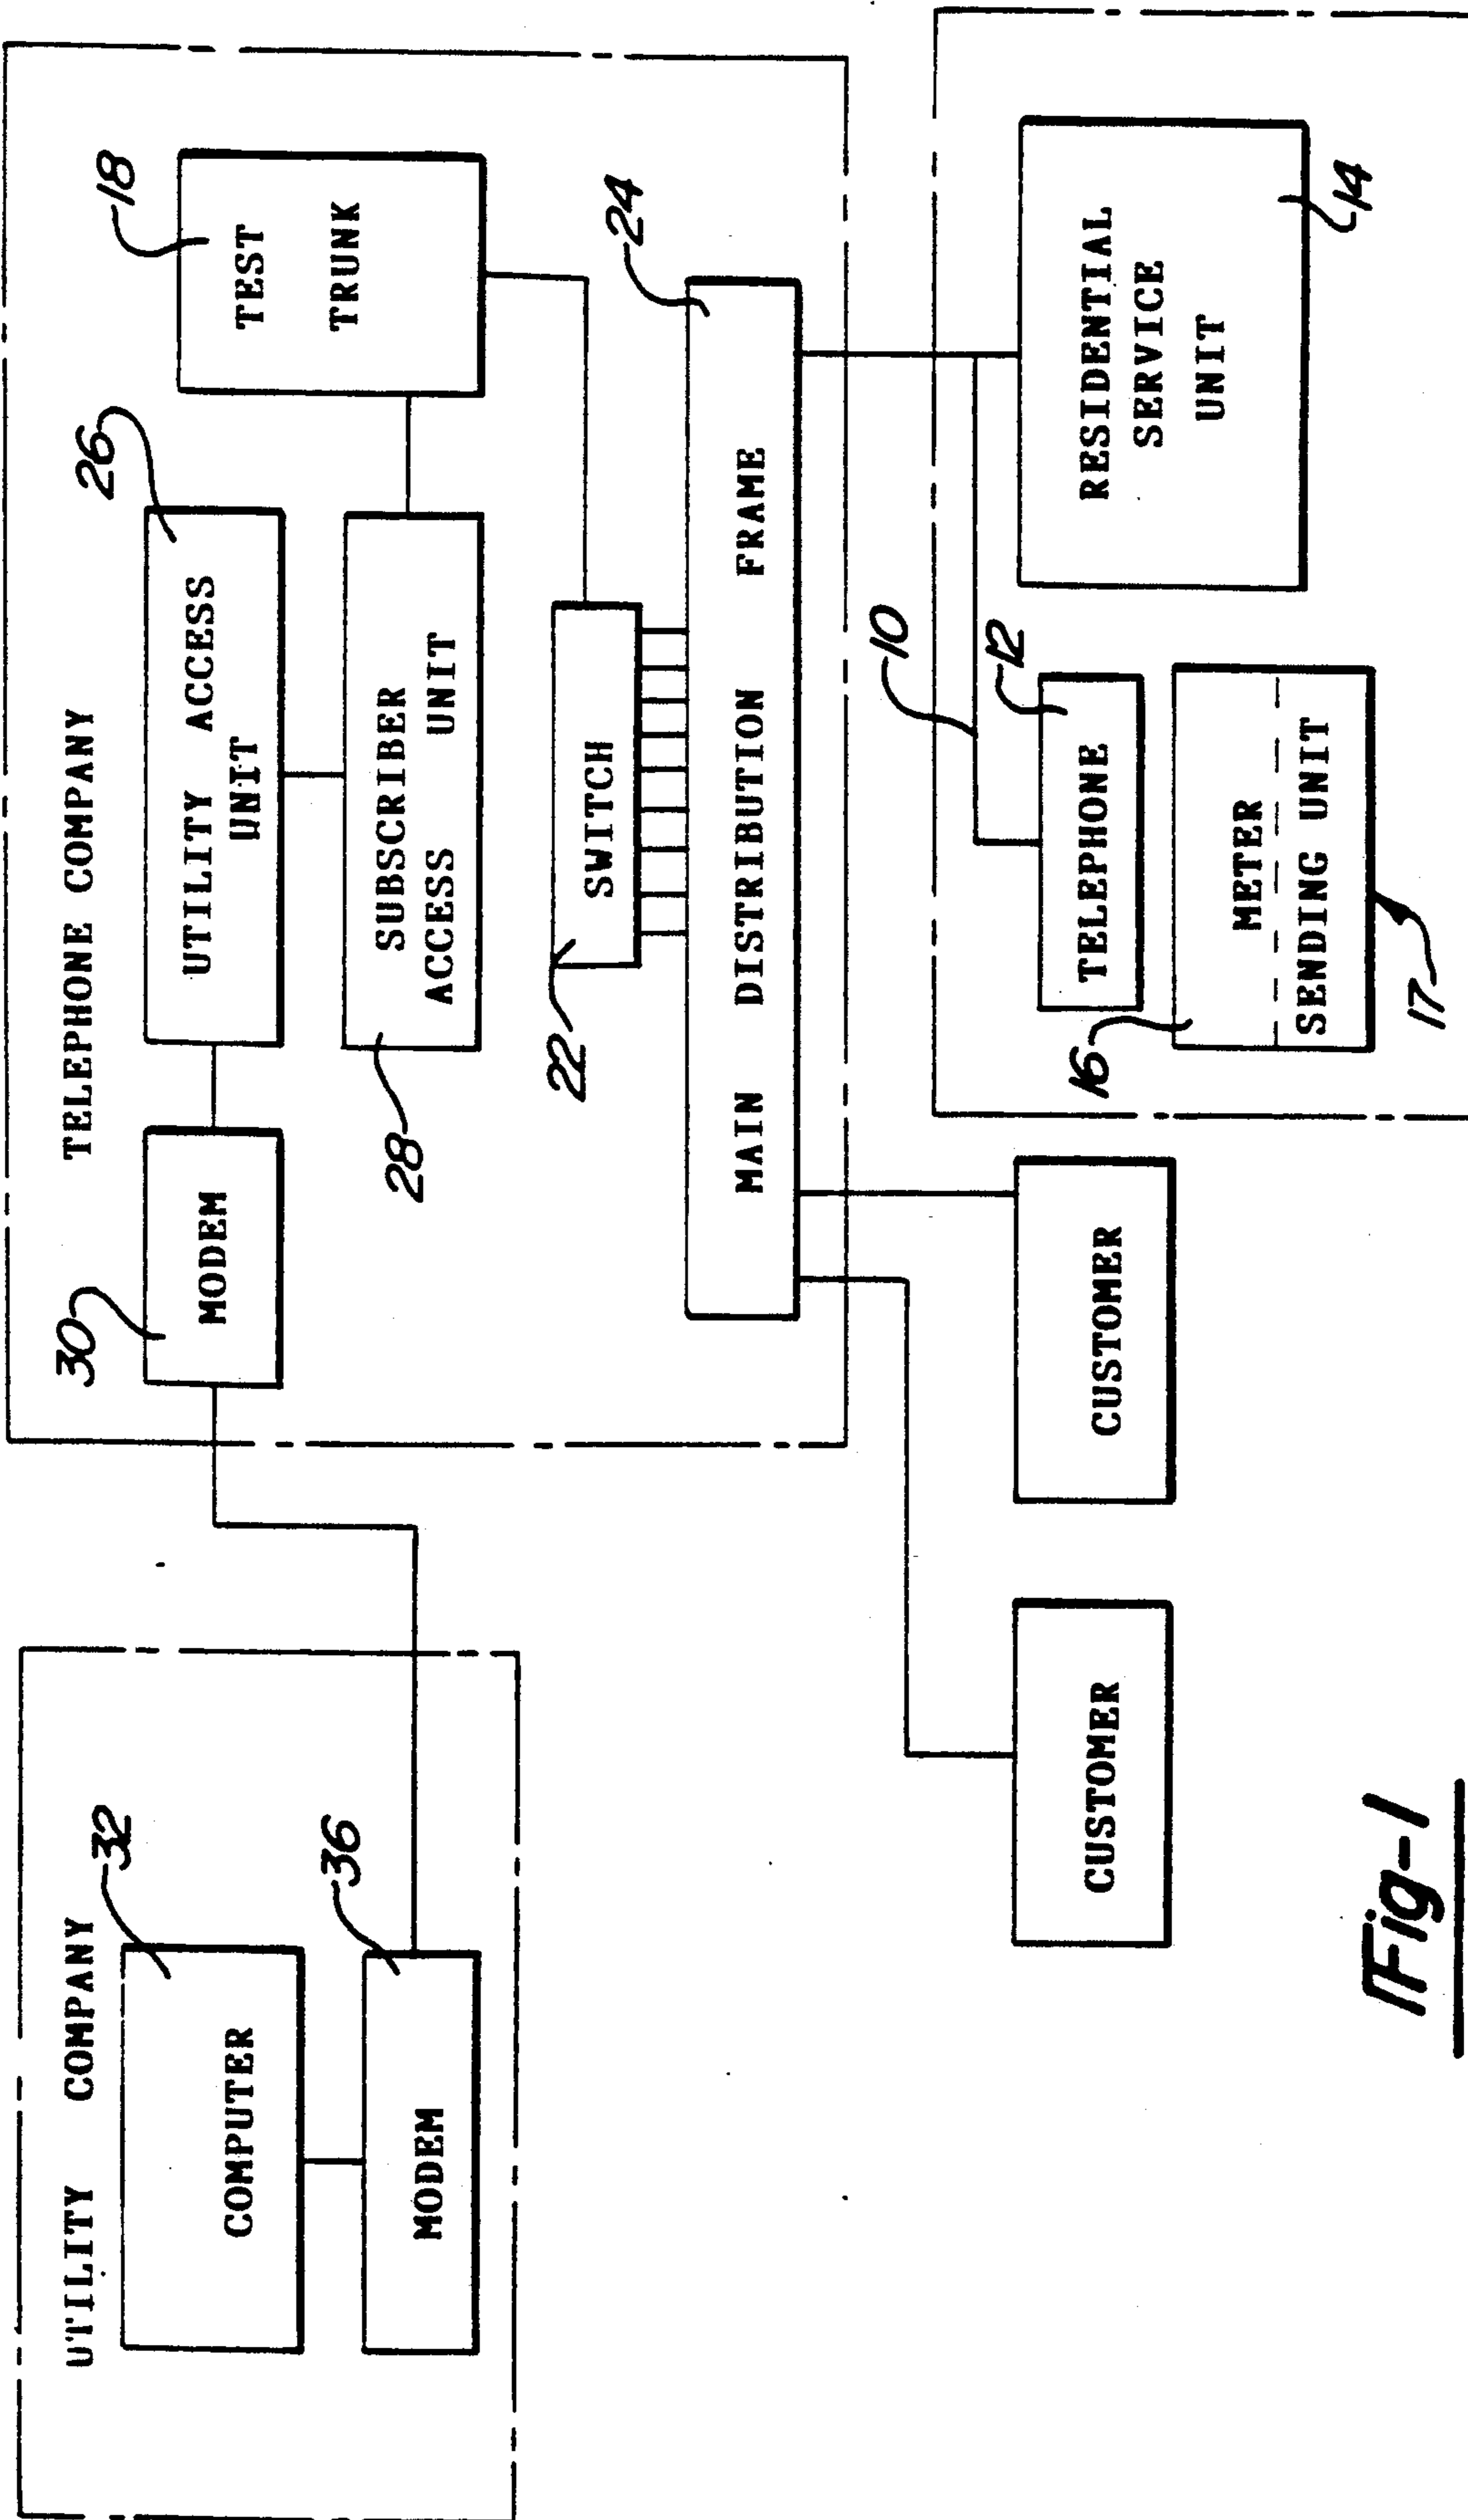 UTILITY COMPANY
32
COMPUTER
36
MODEM
TELEPHONE COMPANY
30
MODEM
26
UTILITY ACCESS
UNIT
18
TEST
TRUNK
28
SUBSCRIBER
ACCESS UNIT
22
SWITCH
24
MAIN DISTRIBUTION FRAME
10
12
TELEPHONE
16
METER
SENDING UNIT
17
RESIDENTIAL
SERVICE
UNIT
14
CUSTOMER
CUSTOMER
Fig-1